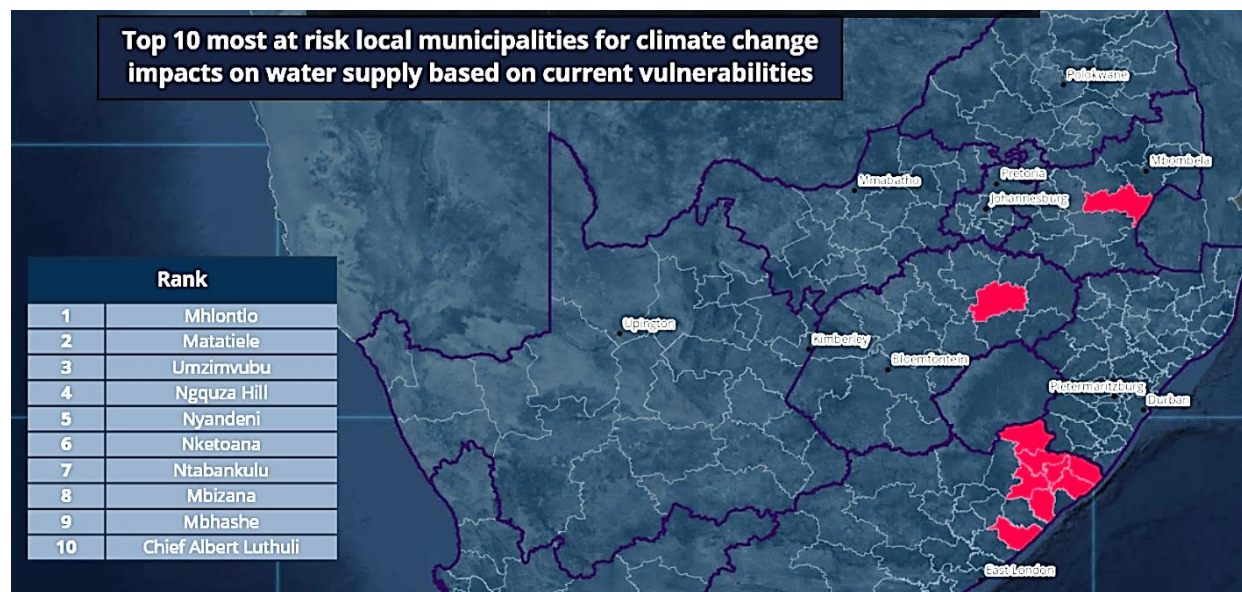 Top 10 most at risk local municipalities for climate change
impacts on water supply based on current vulnerabilities
Polokwane
Mbombela
Mmabatho
Pretoria
Johannesburg
Rank
1 Mhlontlo
2 Matatiele
3 Umzimvubu
4 Ngquza Hill
5 Nyandeni
6 Nketoana
7 Ntabankulu
8 Mbizana
9 Mbhashe
10 Chief Albert Luthuli
Upington
Kimberley
Bloemfontein
Pietermaritzburg
Durban
East London